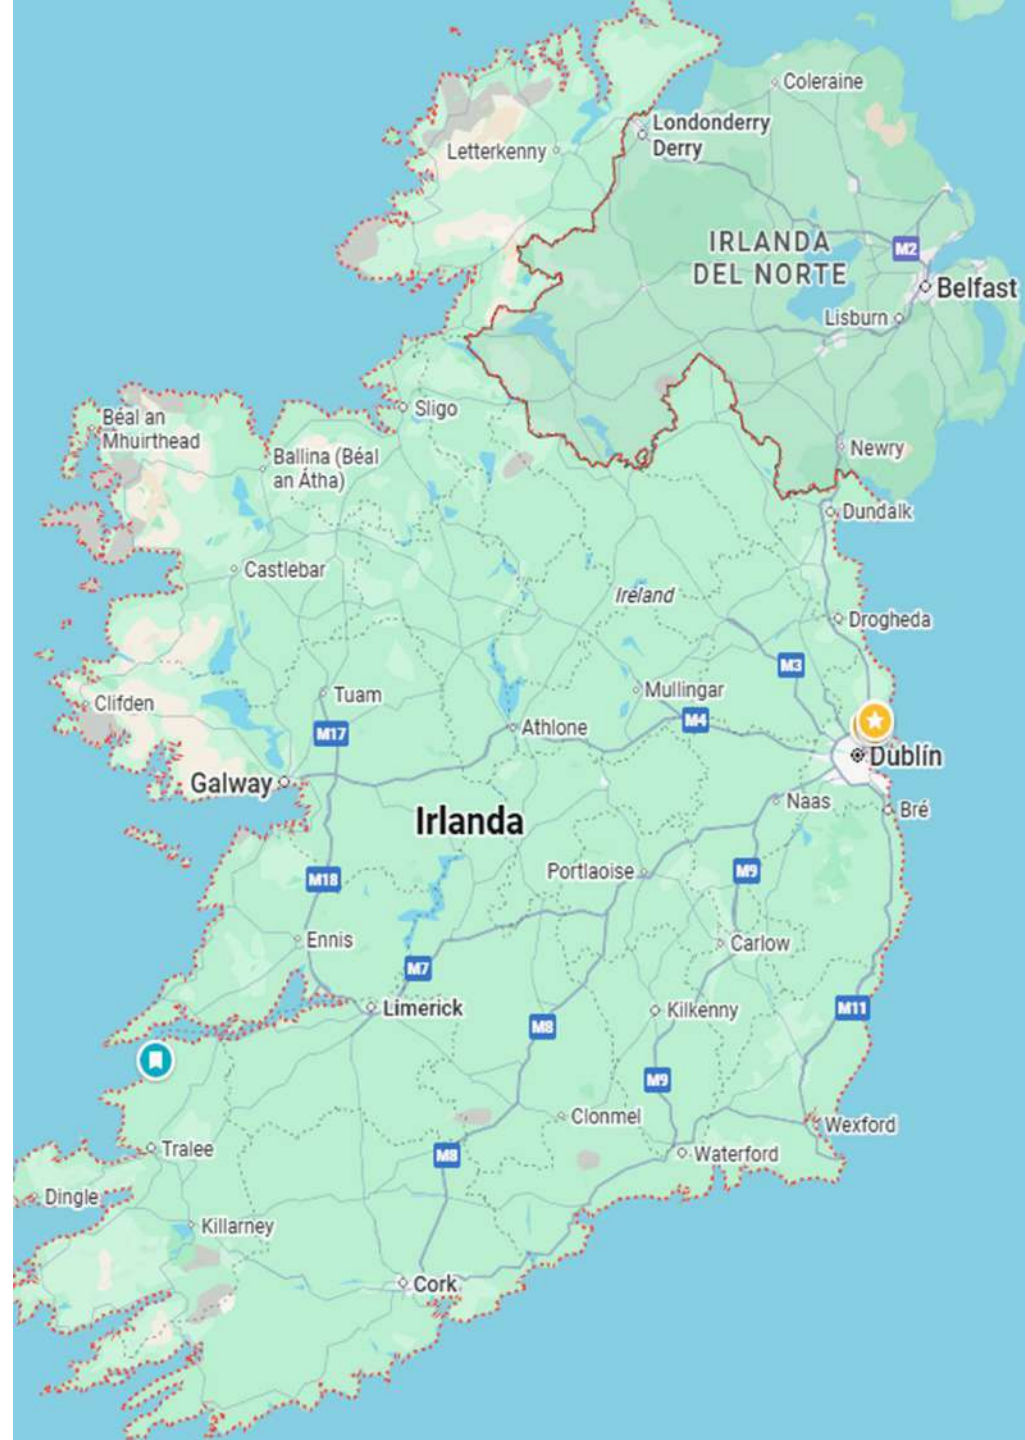 Coleraine
Londonderry
Derry
Letterkenny
IRLANDA
DEL NORTE
M2
Belfast
Lisburn
Béal an
Mhuirthead
Sligo
Ballina (Béal
an Átha)
Newry
Dundalk
Castlebar
Ireland
Drogheda
M3
Clifden
Tuam
Mullingar
M17
Athlone
M4
Dublín
Galway
Naas
Bré
Irlanda
Portlaoise
M9
M18
Ennis
Carlow
M7
Limerick
Kilkenny
M11
M8
M9
Clonmel
Wexford
Tralee
M8
Waterford
Dingle
Killarney
Cork